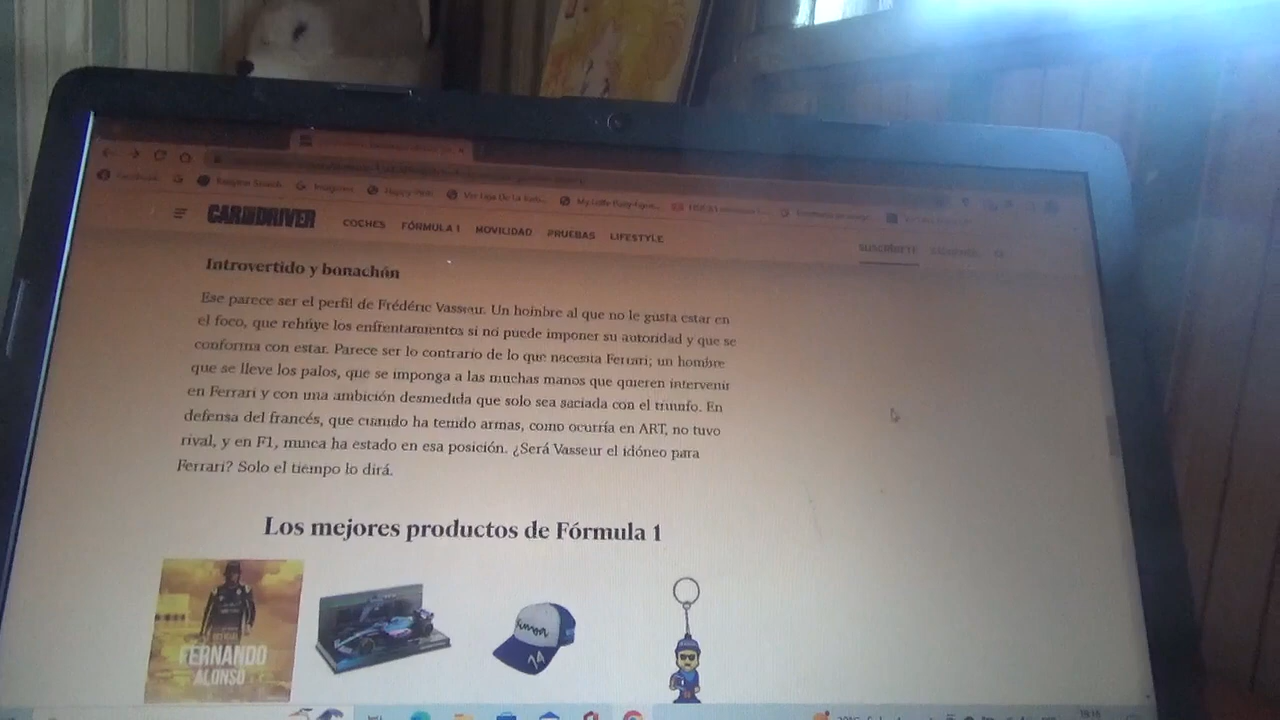 CAR AND DRIVER
COCHES FÓRMULA 1 MOVILIDAD PRUEBAS LIFESTYLE
SUSCRÍBETE
Introvertido y bonachón
Ese parece ser el perfil de Frédéric Vasseur. Un hombre al que no le gusta estar en
el foco, que rehúye los enfrentamientos si no puede imponer su autoridad y que se
conforma con estar. Parece ser lo contrario de lo que necesita Ferrari; un hombre
que se lleve los palos, que se imponga a las muchas manos que quieren intervenir
en Ferrari y con una ambición desmedida que solo sea saciada con el triunfo. En
defensa del francés, que cuando ha tenido armas, como ocurría en ART, no tuvo
rival, y en F1, nunca ha estado en esa posición. ¿Será Vasseur el idóneo para
Ferrari? Solo el tiempo lo dirá.
Los mejores productos de Fórmula 1
FERNANDO
ALONSO
14